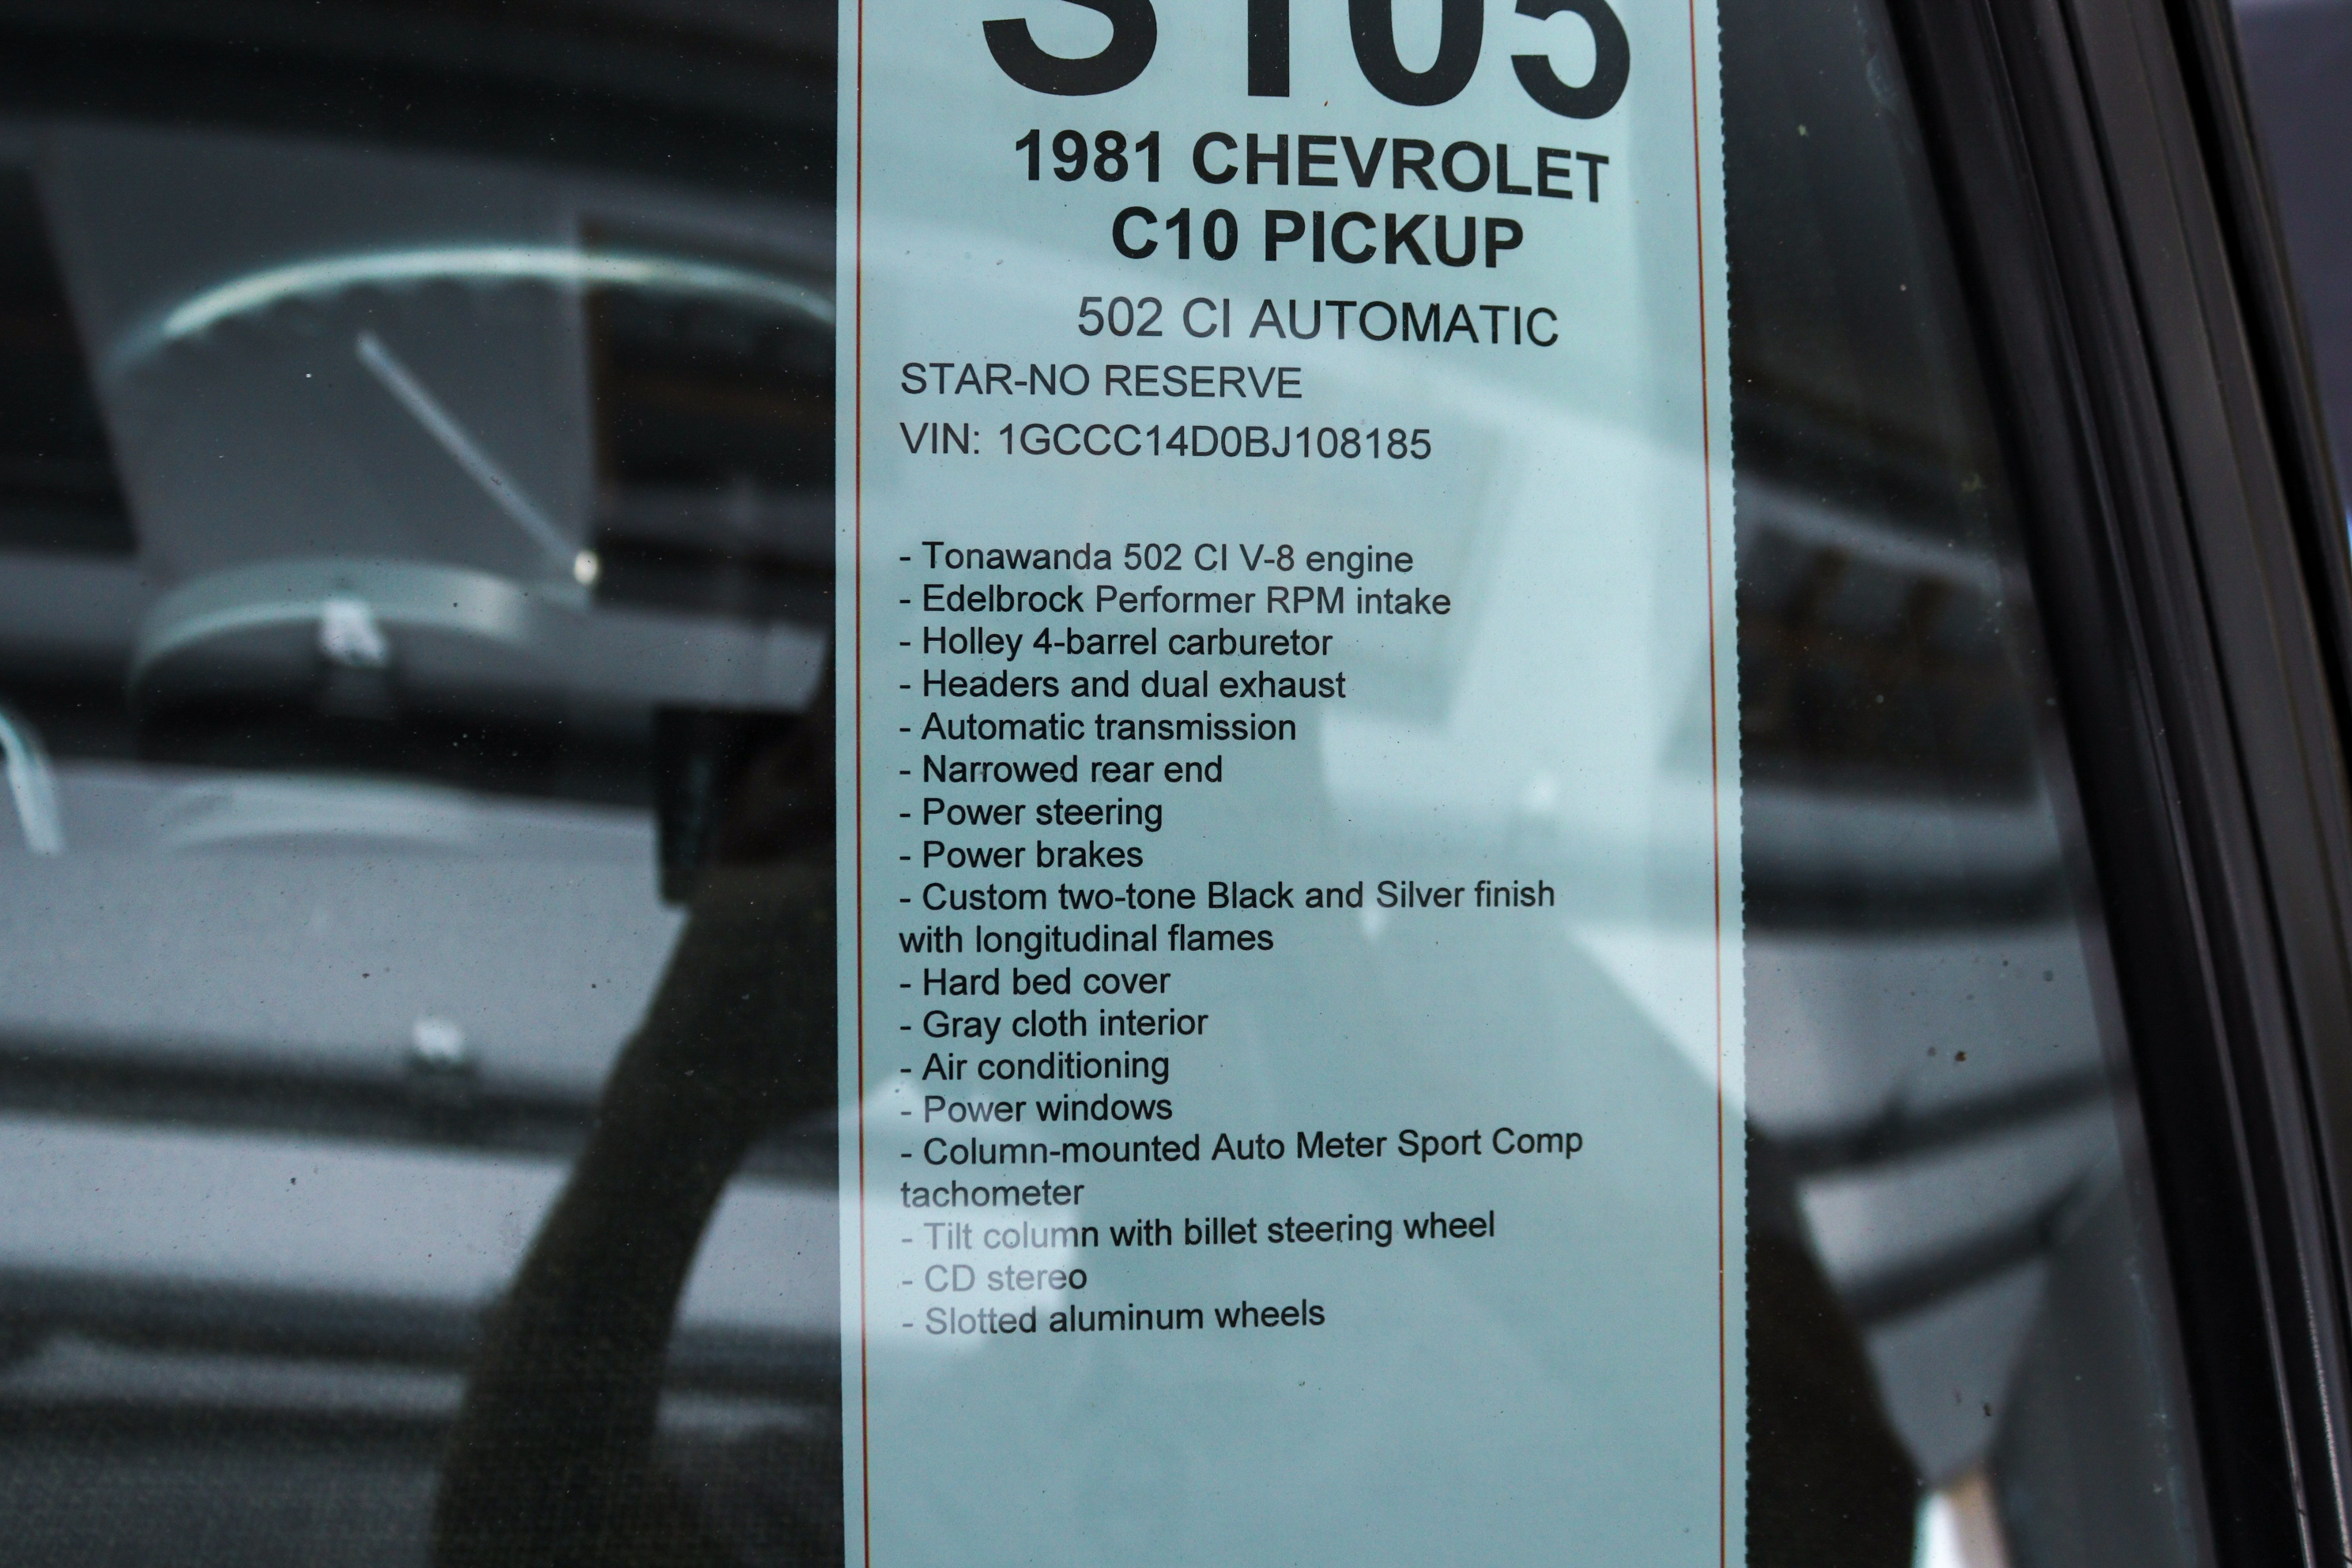 S105
1981 CHEVROLET
C10 PICKUP
502 CI AUTOMATIC
STAR-NO RESERVE
VIN: 1GCCC14D0BJ108185
- Tonawanda 502 CI V-8 engine
- Edelbrock Performer RPM intake
- Holley 4-barrel carburetor
- Headers and dual exhaust
- Automatic transmission
- Narrowed rear end
- Power steering
- Power brakes
- Custom two-tone Black and Silver finish
with longitudinal flames
- Hard bed cover
- Gray cloth interior
- Air conditioning
- Power windows
- Column-mounted Auto Meter Sport Comp
tachometer
- Tilt column with billet steering wheel
- CD stereo
- Slotted aluminum wheels